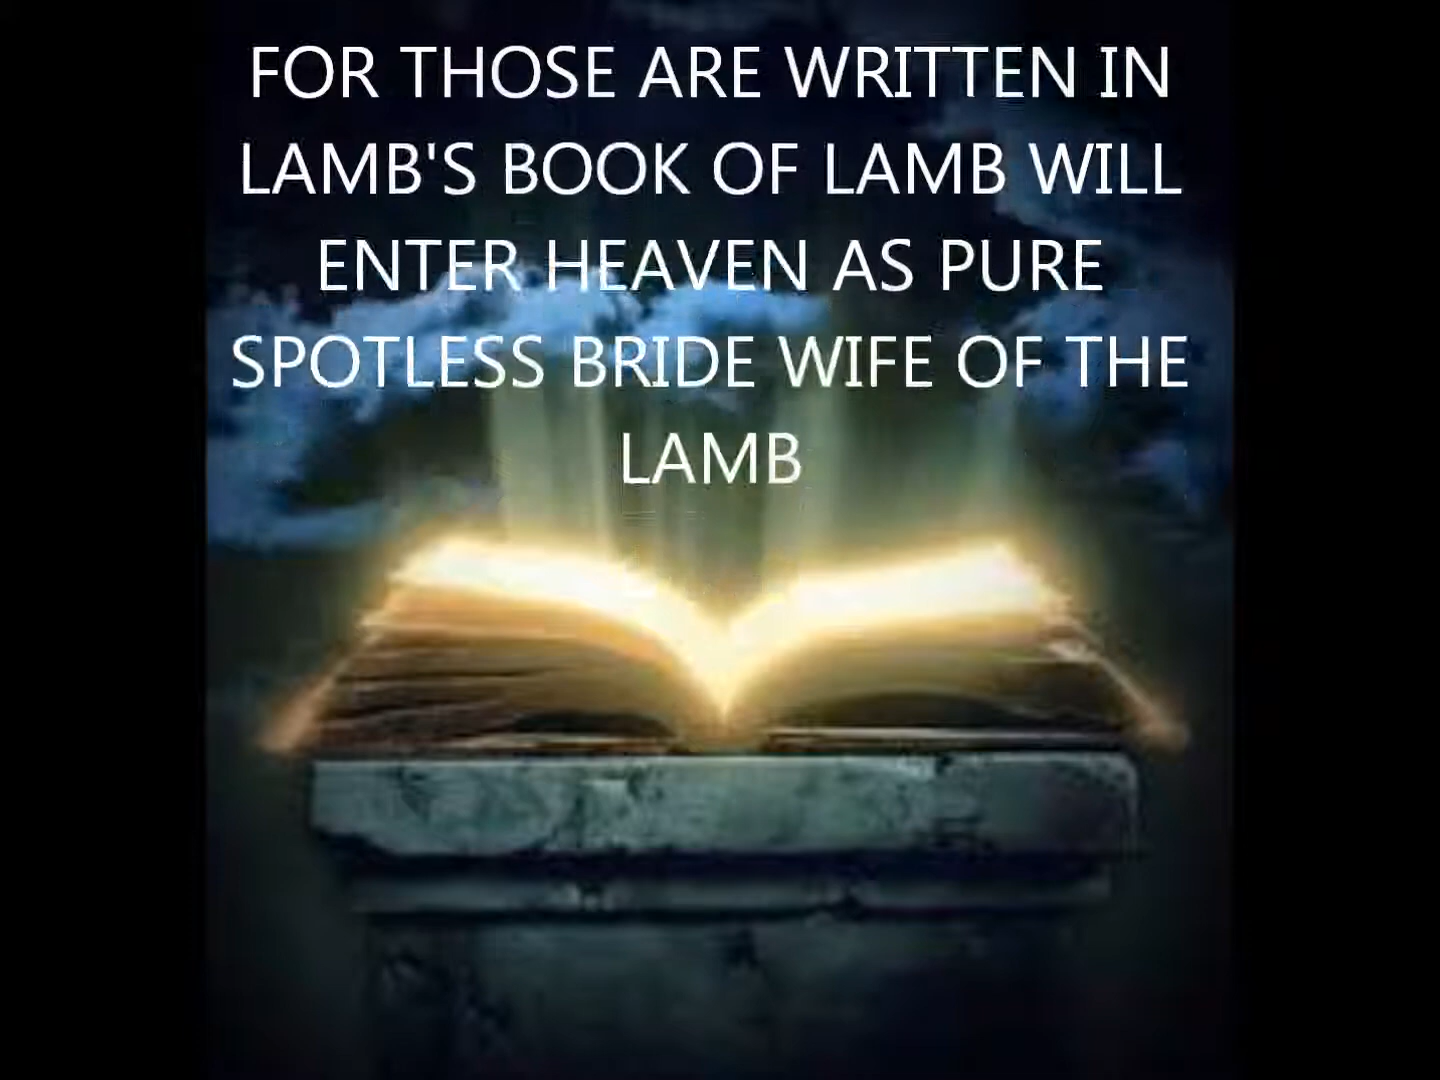 FOR THOSE ARE WRITTEN IN
LAMB'S BOOK OF LAMB WILL
ENTER HEAVEN AS PURE
SPOTLESS BRIDE WIFE OF THE
LAMB